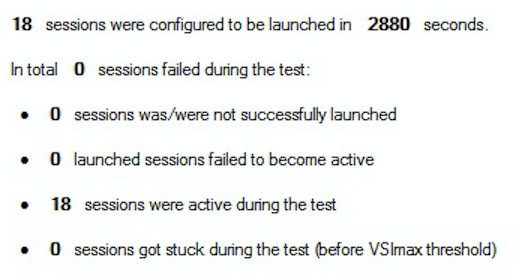 18 sessions were configured to be launched in 2880 seconds.
In total 0 sessions failed during the test:
• 0 sessions was/were not successfully launched
• 0 launched sessions failed to become active
• 18 sessions were active during the test
• 0 sessions got stuck during the test (before VSImax threshold)